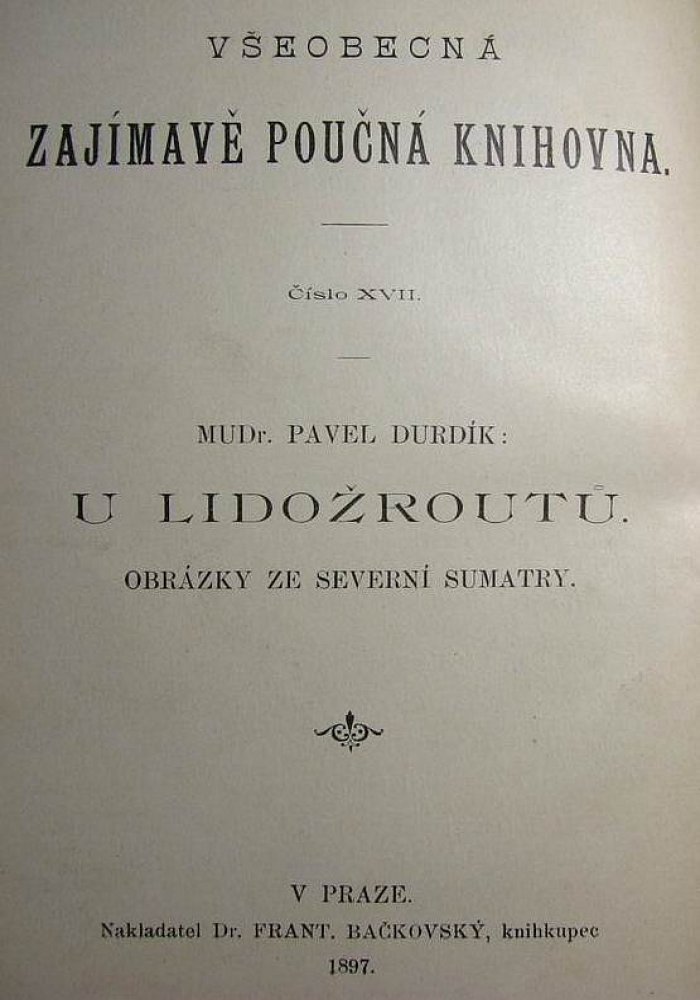 VŠEOBECNÁ
ZAJÍMAVĚ POUČNÁ KNIHOVNA.
Číslo XVII.
MUDr. PAVEL DURDÍK:
U LIDOŽROUTŮ.
OBRÁZKY ZE SEVERNÍ SUMATRY.
V PRAZE.
Nakladatel Dr. FRANT. BAČKOVSKÝ, knihkupec
1897.